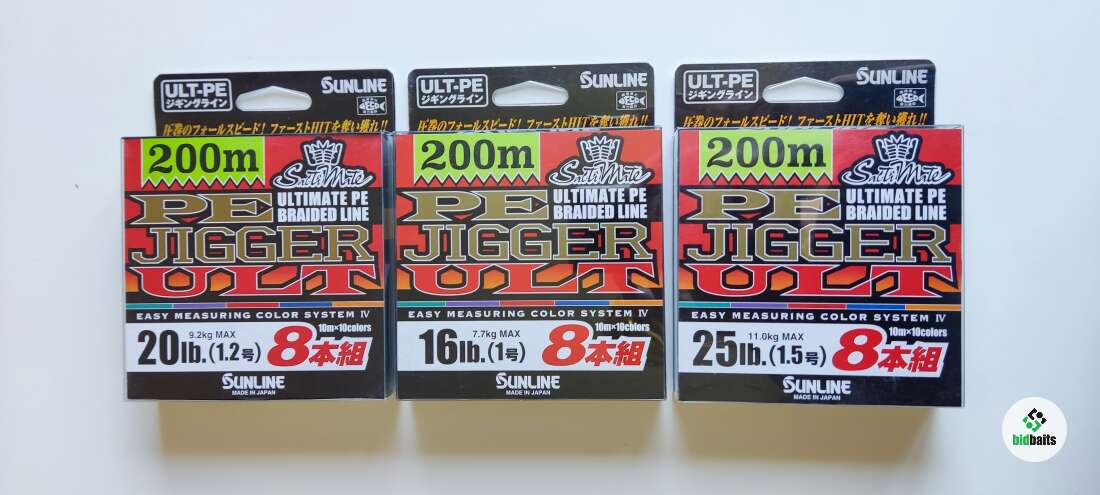 ULT-PE
ジギングライン
SUNLINE
圧巻のフォールスピード！ファーストHITを奪い獲れ!!
200m
SaltiMate
PE
ULTIMATE PE
BRAIDED LINE
JIGGER
ULT
EASY MEASURING COLOR SYSTEM IV
9.2kg MAX
10m×10colors
20lb.(1.2号)
8本組
SUNLINE
MADE IN JAPAN
ULT-PE
ジギングライン
SUNLINE
圧巻のフォールスピード！ファーストHITを奪い獲れ!!
200m
SaltiMate
PE
ULTIMATE PE
BRAIDED LINE
JIGGER
ULT
EASY MEASURING COLOR SYSTEM IV
7.7kg MAX
10m×10colors
16lb.(1号)
8本組
SUNLINE
MADE IN JAPAN
ULT-PE
ジギングライン
SUNLINE
圧巻のフォールスピード！ファーストHITを奪い獲れ!!
200m
SaltiMate
PE
ULTIMATE PE
BRAIDED LINE
JIGGER
ULT
EASY MEASURING COLOR SYSTEM IV
11.0kg MAX
10m×10colors
25lb.(1.5号)
8本組
SUNLINE
MADE IN JAPAN
bidbaits